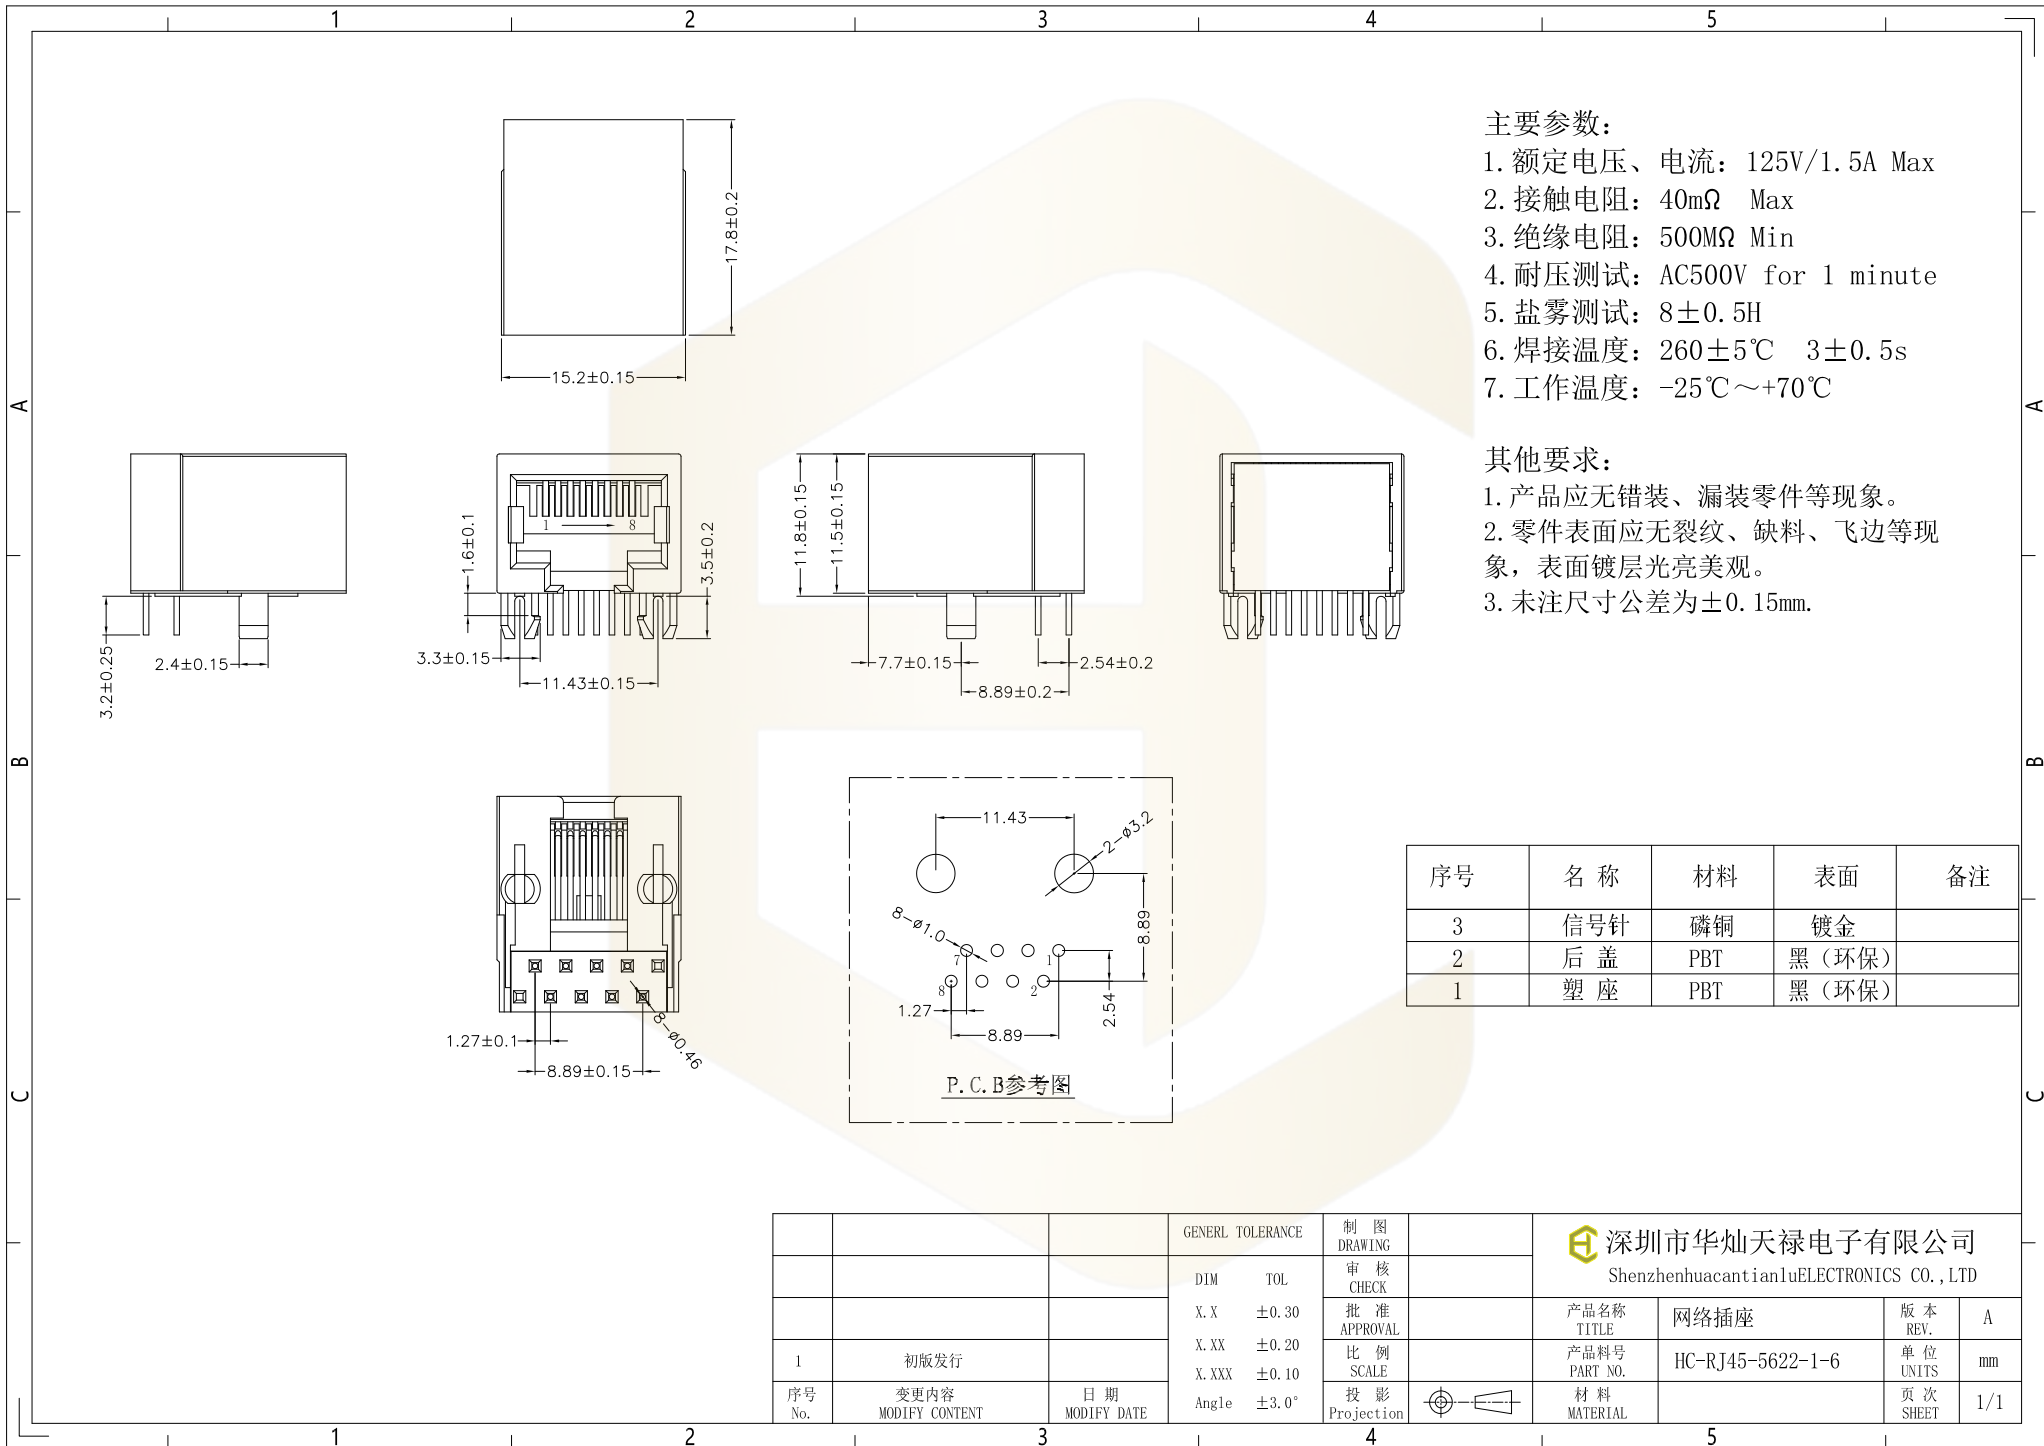 1 2 3 4 5
A A
B B
C C
17.8±0.2
15.2±0.15
3.2±0.25
2.4±0.15
1.6±0.1
3.5±0.2
1 8
3.3±0.15
11.43±0.15
11.8±0.15
11.5±0.15
7.7±0.15
2.54±0.2
8.89±0.2
主要参数：
1.额定电压、电流：125V/1.5A Max
2.接触电阻：40mΩ Max
3.绝缘电阻：500MΩ Min
4.耐压测试：AC500V for 1 minute
5.盐雾测试：8±0.5H
6.焊接温度：260±5℃ 3±0.5s
7.工作温度：-25℃～+70℃
其他要求：
1.产品应无错装、漏装零件等现象。
2.零件表面应无裂纹、缺料、飞边等现
象，表面镀层光亮美观。
3.未注尺寸公差为±0.15mm.
1.27±0.1
8.89±0.15
8-ø0.46
11.43
2-ø3.2
8-ø1.0
8.89
7 1
8 2
1.27
2.54
8.89
P.C.B参考图
序号 名 称 材料 表面 备注
3 信号针 磷铜 镀金
2 后 盖 PBT 黑（环保）
1 塑 座 PBT 黑（环保）
1 初版发行
序号 变更内容 日 期
No. MODIFY CONTENT MODIFY DATE
GENERL TOLERANCE
DIM TOL
X.X ±0.30
X.XX ±0.20
X.XXX ±0.10
Angle ±3.0°
制 图
DRAWING
审 核
CHECK
批 准
APPROVAL
比 例
SCALE
投 影
Projection
深圳市华灿天禄电子有限公司
ShenzhenhuacantianluELECTRONICS CO.,LTD
产品名称 网络插座 版 本 A
TITLE REV.
产品料号 HC-RJ45-5622-1-6 单 位 mm
PART NO. UNITS
材 料 页 次 1/1
MATERIAL SHEET
1 2 3 4 5